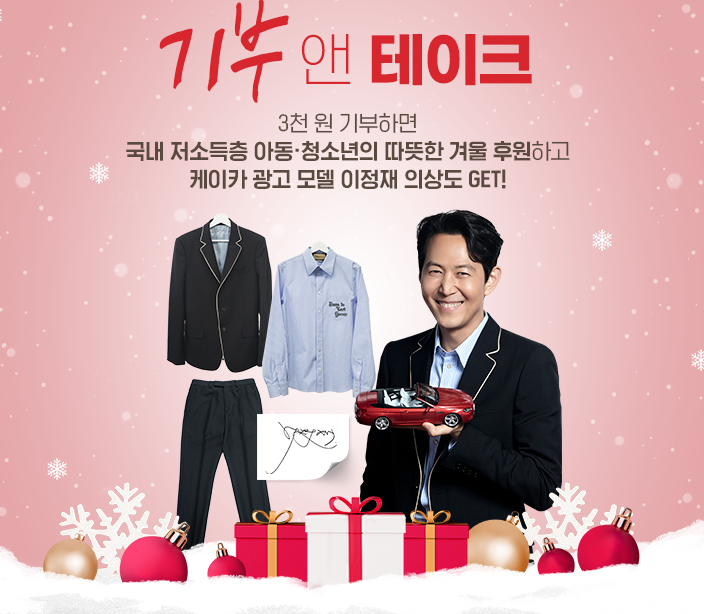 기부 앤 테이크
3천 원 기부하면
국내 저소득층 아동·청소년의 따뜻한 겨울 후원하고
케이카 광고 모델 이정재 의상도 GET!